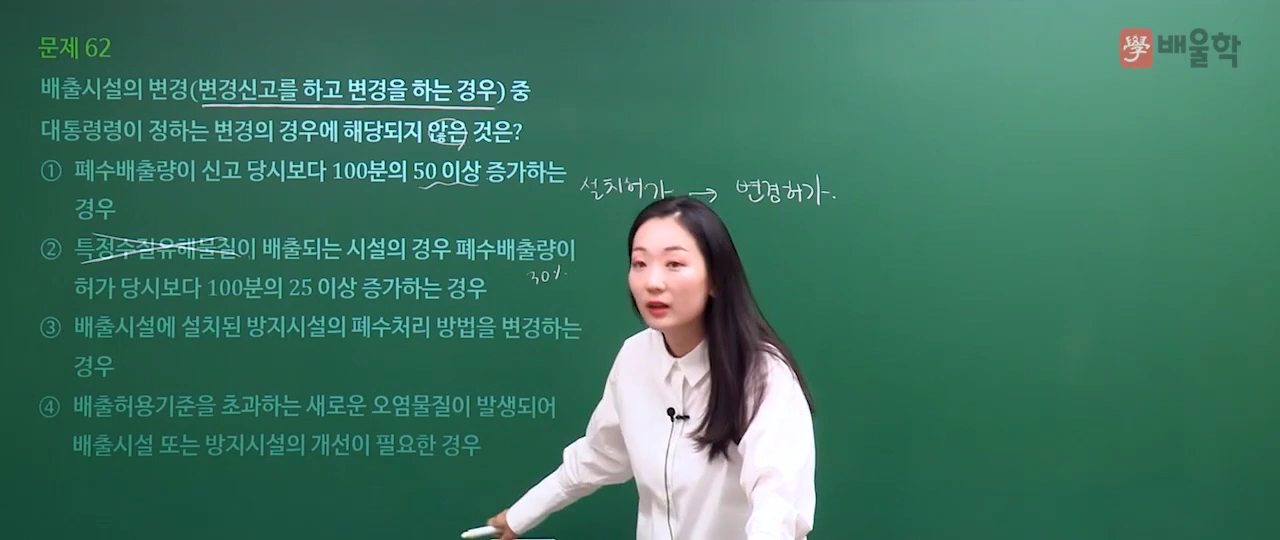 문제 62
學 배울학
배출시설의 변경(변경신고를 하고 변경을 하는 경우) 중
대통령령이 정하는 변경의 경우에 해당되지 않은 것은?
① 폐수배출량이 신고 당시보다 100분의 50 이상 증가하는
경우
설치허가 → 변경허가.
② 특정수질유해물질이 배출되는 시설의 경우 폐수배출량이
30%
허가 당시보다 100분의 25 이상 증가하는 경우
③ 배출시설에 설치된 방지시설의 폐수처리 방법을 변경하는
경우
④ 배출허용기준을 초과하는 새로운 오염물질이 발생되어
배출시설 또는 방지시설의 개선이 필요한 경우